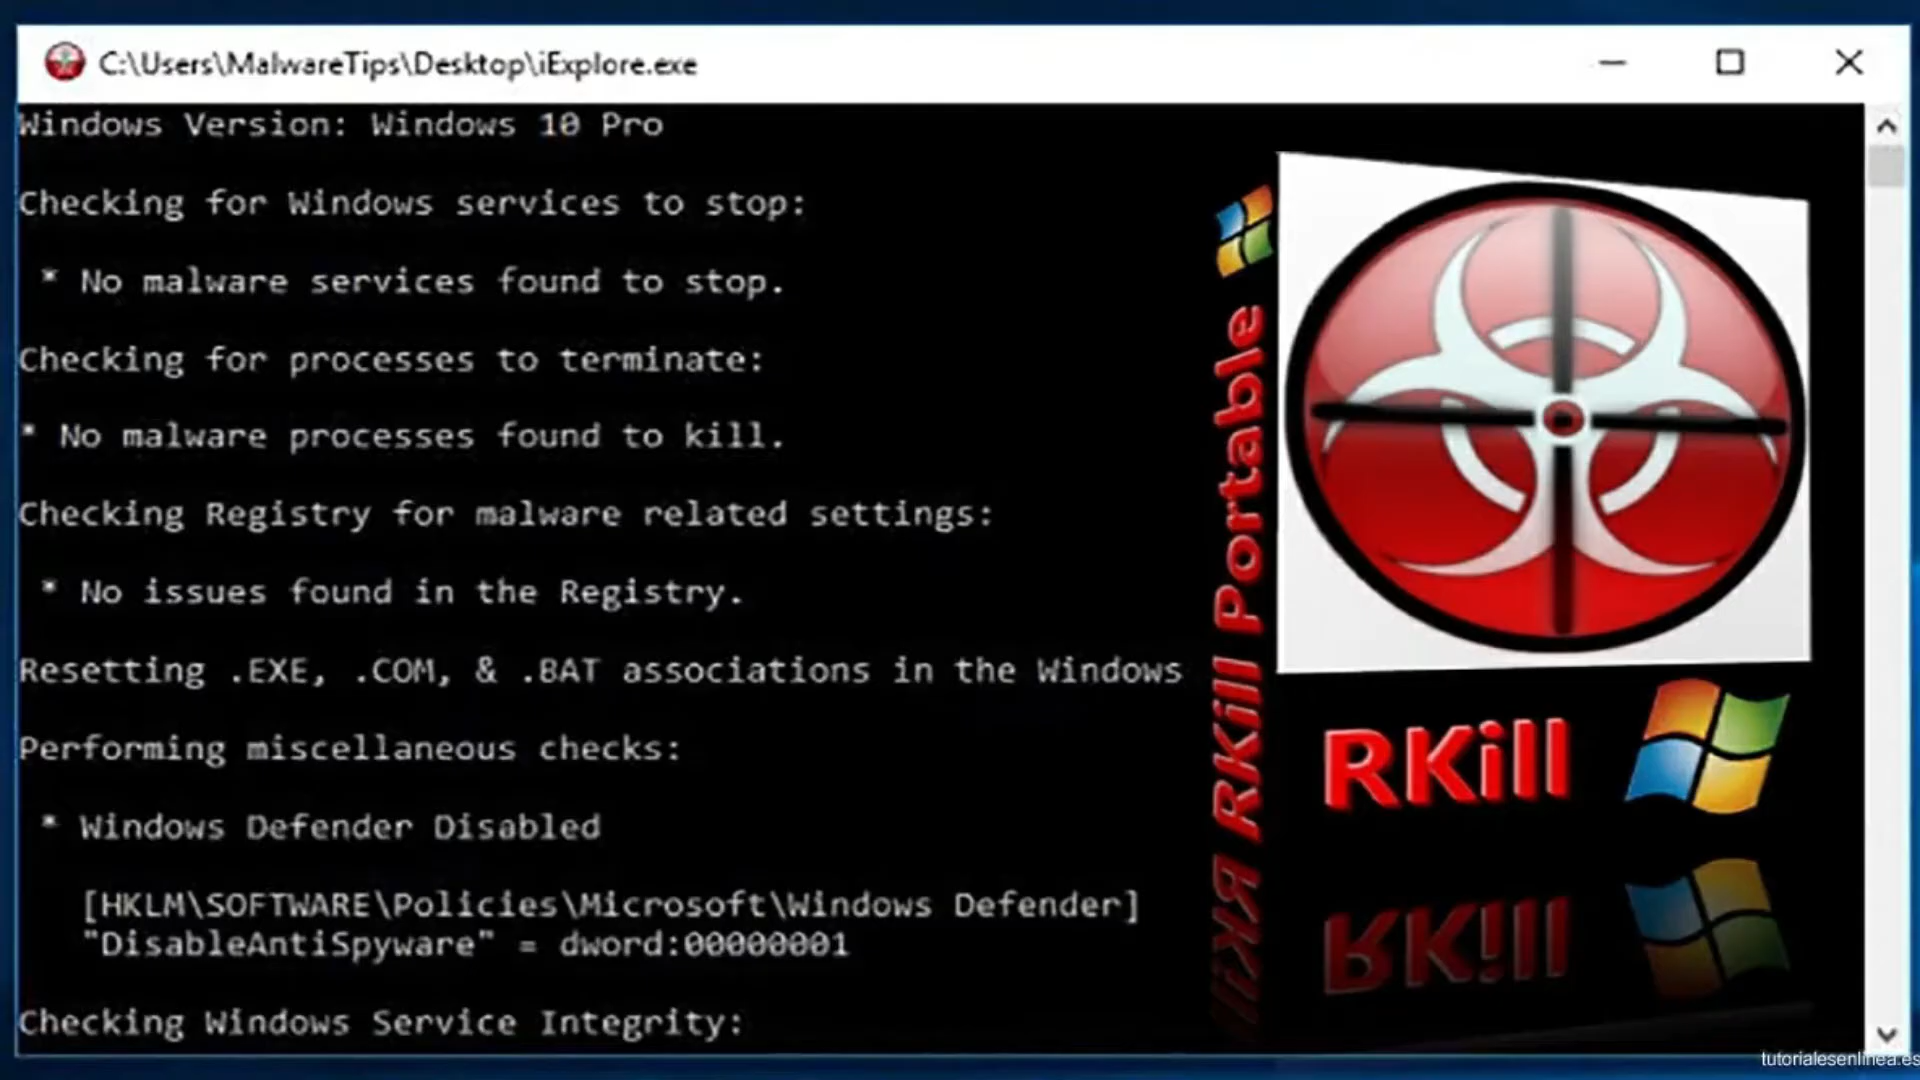 C:\Users\MalwareTips\Desktop\iExplore.exe
Windows Version: Windows 10 Pro
Checking for Windows services to stop:
* No malware services found to stop.
Checking for processes to terminate:
* No malware processes found to kill.
Checking Registry for malware related settings:
* No issues found in the Registry.
Resetting .EXE, .COM, & .BAT associations in the Windows
Performing miscellaneous checks:
* Windows Defender Disabled
[HKLM\SOFTWARE\Policies\Microsoft\Windows Defender]
"DisableAntiSpyware" = dword:00000001
Checking Windows Service Integrity:
RKill Portable
RKill
tutorialesenlinea.es